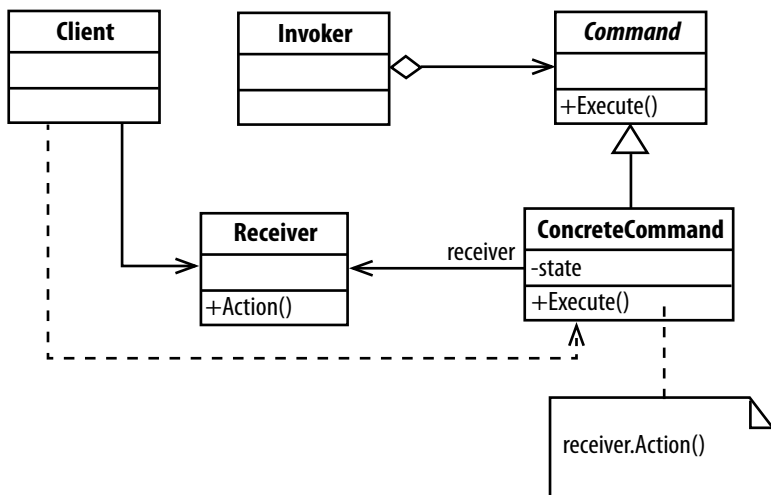 Client
Invoker
Command
+Execute()
Receiver
+Action()
receiver
ConcreteCommand
-state
+Execute()
receiver.Action()